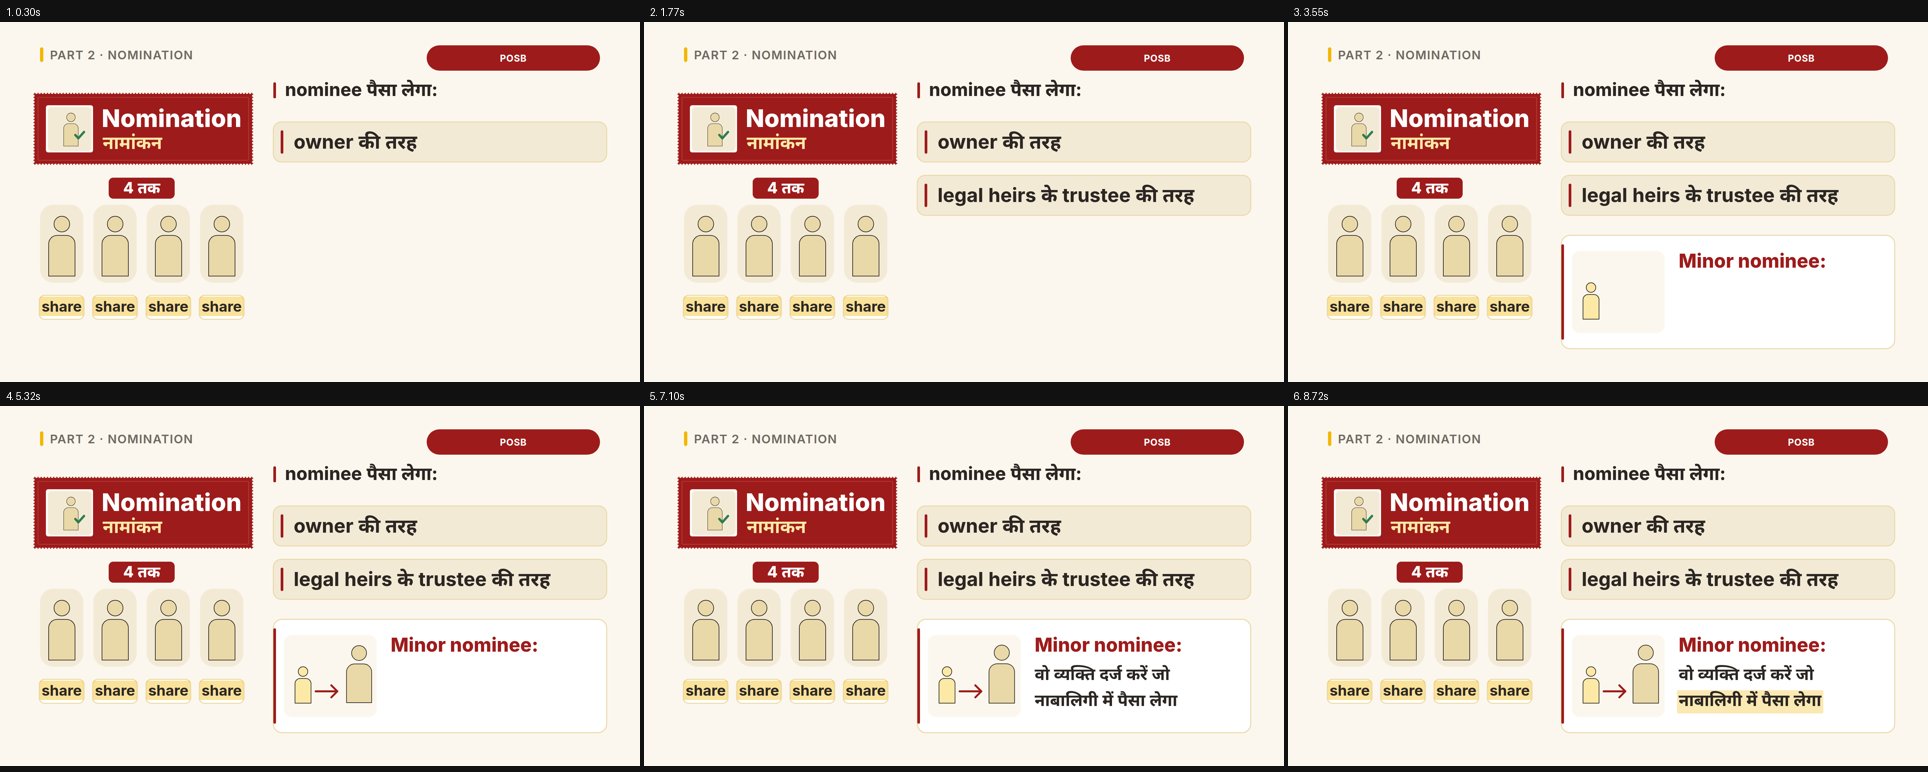 1. 0.30s
PART 2 · NOMINATION
POSB
nominee पैसा लेगा:
Nomination
नामांकन
owner की तरह
4 तक
share share share share
2. 1.77s
PART 2 · NOMINATION
POSB
nominee पैसा लेगा:
Nomination
नामांकन
owner की तरह
legal heirs के trustee की तरह
4 तक
share share share share
3. 3.55s
PART 2 · NOMINATION
POSB
nominee पैसा लेगा:
Nomination
नामांकन
owner की तरह
legal heirs के trustee की तरह
4 तक
Minor nominee:
share share share share
4. 5.32s
PART 2 · NOMINATION
POSB
nominee पैसा लेगा:
Nomination
नामांकन
owner की तरह
legal heirs के trustee की तरह
4 तक
Minor nominee:
share share share share
5. 7.10s
PART 2 · NOMINATION
POSB
nominee पैसा लेगा:
Nomination
नामांकन
owner की तरह
legal heirs के trustee की तरह
4 तक
Minor nominee:
वो व्यक्ति दर्ज करें जो
नाबालिगी में पैसा लेगा
share share share share
6. 8.72s
PART 2 · NOMINATION
POSB
nominee पैसा लेगा:
Nomination
नामांकन
owner की तरह
legal heirs के trustee की तरह
4 तक
Minor nominee:
वो व्यक्ति दर्ज करें जो
नाबालिगी में पैसा लेगा
share share share share